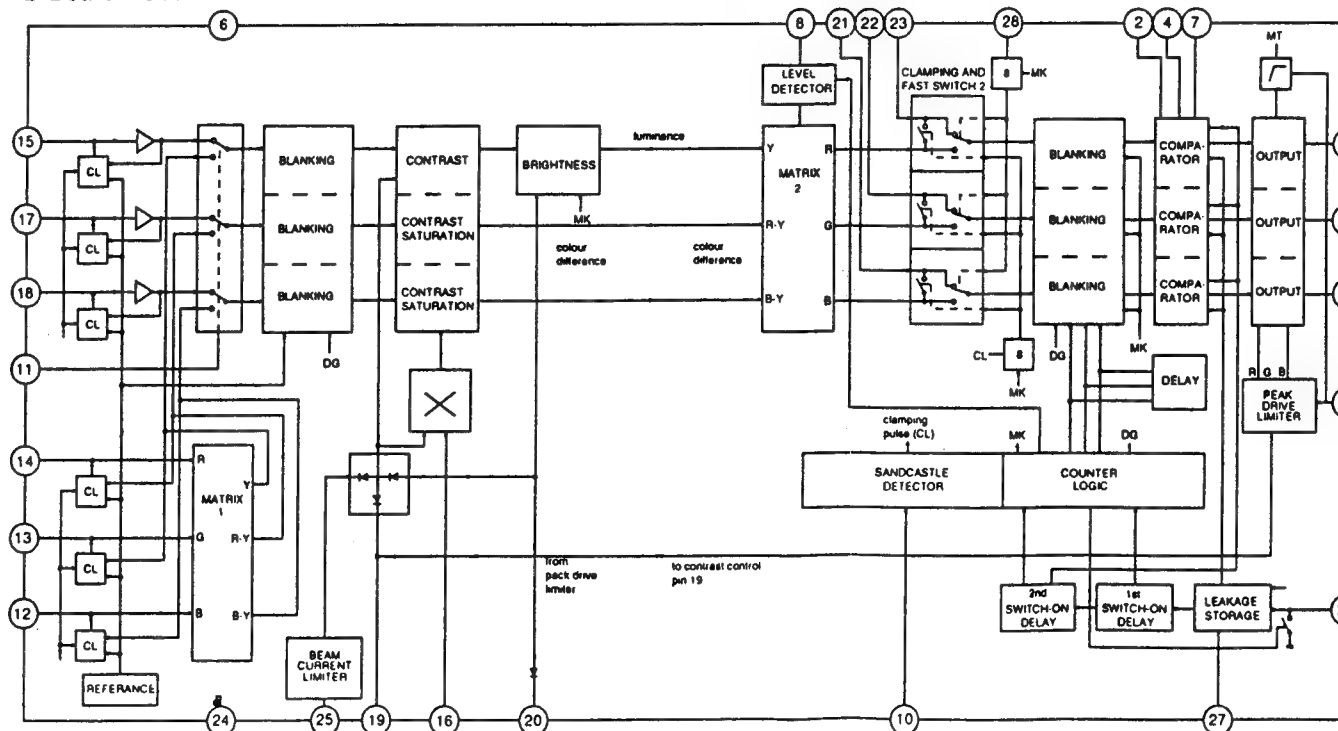 6
8
21
22
23
28
2
4
7
MT
LEVEL
DETECTOR
CLAMPING AND
FAST SWITCH 2
8
MK
15
CL
BLANKING
CONTRAST
BRIGHTNESS
luminance
Y
R
MATRIX
2
BLANKING
COMPA-
RATOR
OUTPUT
MK
17
CL
BLANKING
CONTRAST
SATURATION
colour
difference
colour
difference
R-Y
G
BLANKING
COMPA-
RATOR
OUTPUT
18
CL
BLANKING
CONTRAST
SATURATION
B-Y
B
BLANKING
COMPA-
RATOR
OUTPUT
11
DG
CL
8
MK
DG
MK
DELAY
R G B
PEAK
DRIVE
LIMITER
clamping
pulse (CL)
MK
DG
14
CL
R
MATRIX
1
Y
SANDCASTLE
DETECTOR
COUNTER
LOGIC
13
CL
G
R-Y
from
pack drive
limiter
to contrast control
pin 19
12
CL
B
B-Y
2nd
SWITCH-ON
DELAY
1st
SWITCH-ON
DELAY
LEAKAGE
STORAGE
BEAM
CURRENT
LIMITER
REFERANCE
24
25
19
16
20
10
27